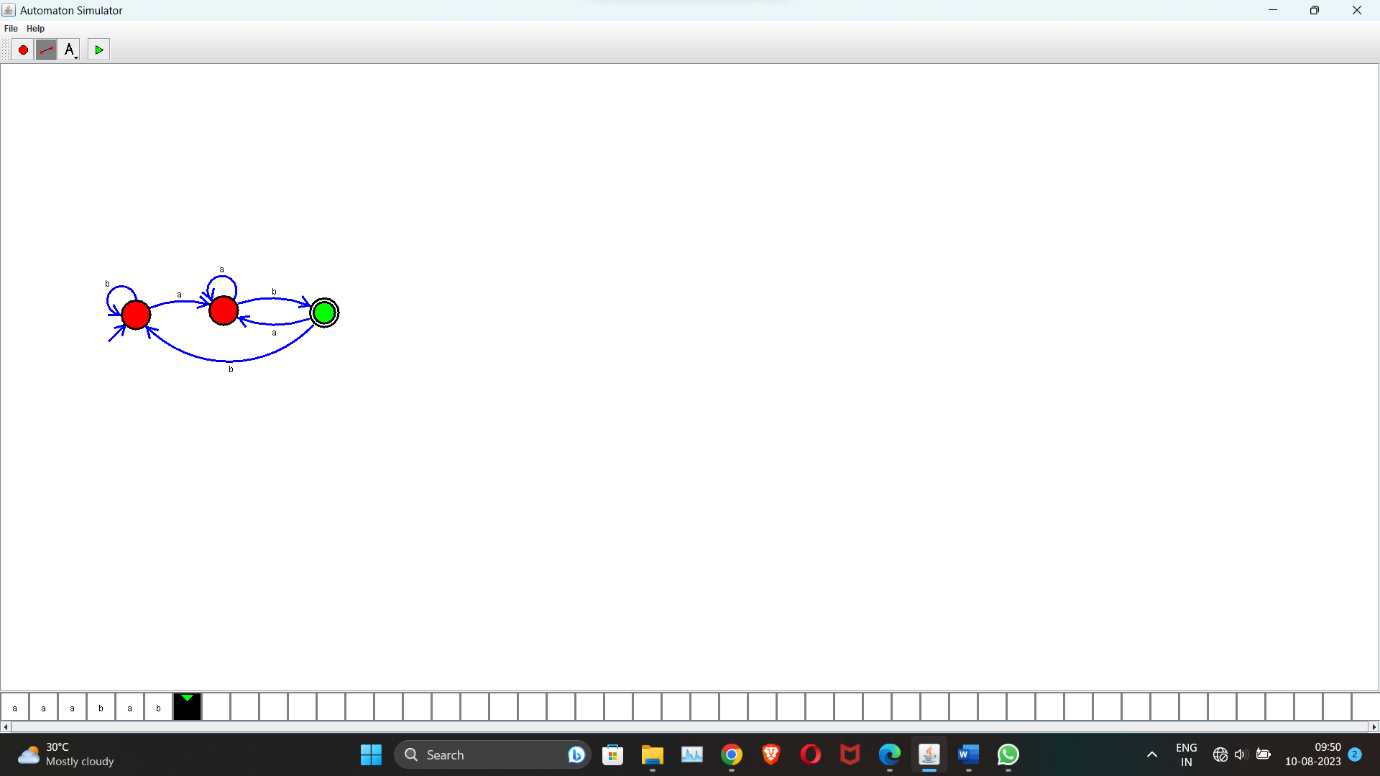 Automaton Simulator
File Help
A
a
b
a
b
a
b
a a a b a b
30°C
Mostly cloudy
Search
W
ENG
IN
09:50
10-08-2023
2